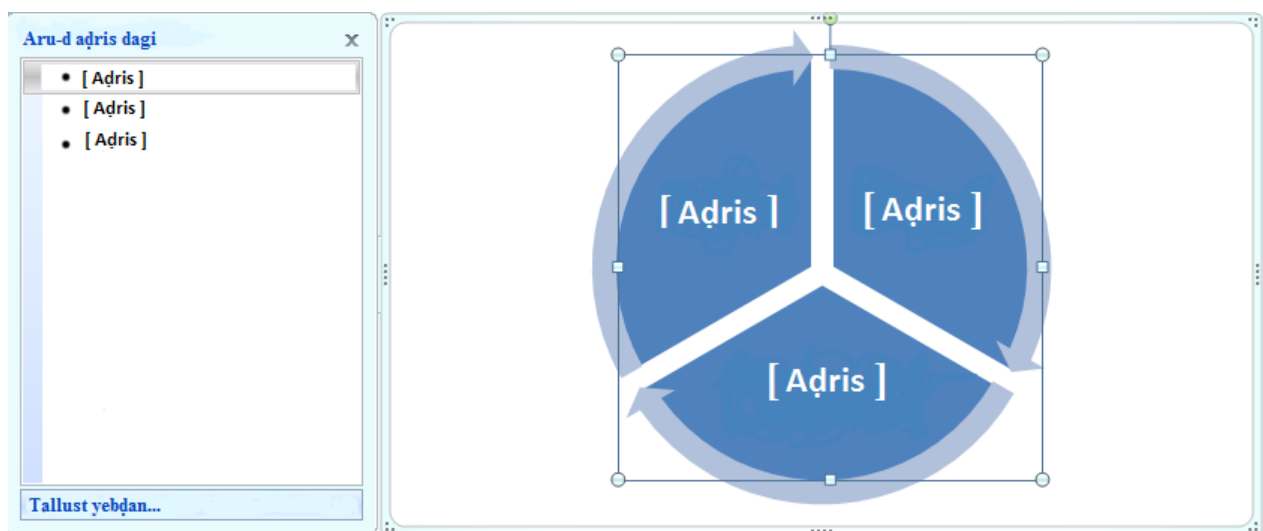 Aru-d aḍris dagi
• [ Aḍris ]
• [ Aḍris ]
• [ Aḍris ]
Tallust yebḍan...
[ Aḍris ]
[ Aḍris ]
[ Aḍris ]